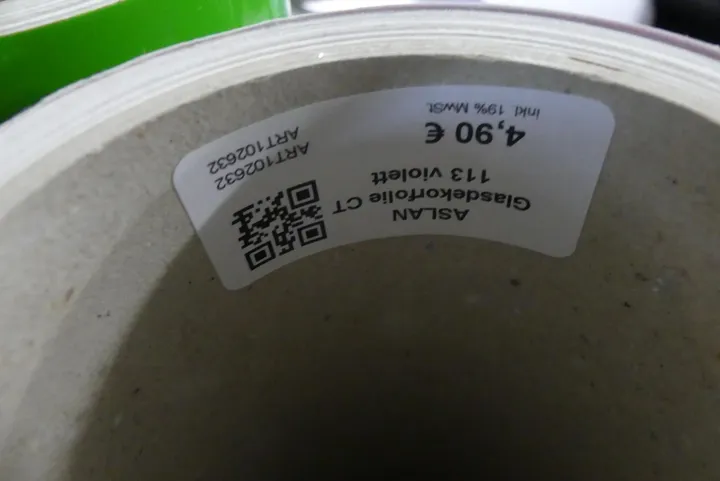 ASLAN
Glasdekorfolie CT
113 violett
4,90 €
inkl. 19% MwSt.
ART102632
ART102632